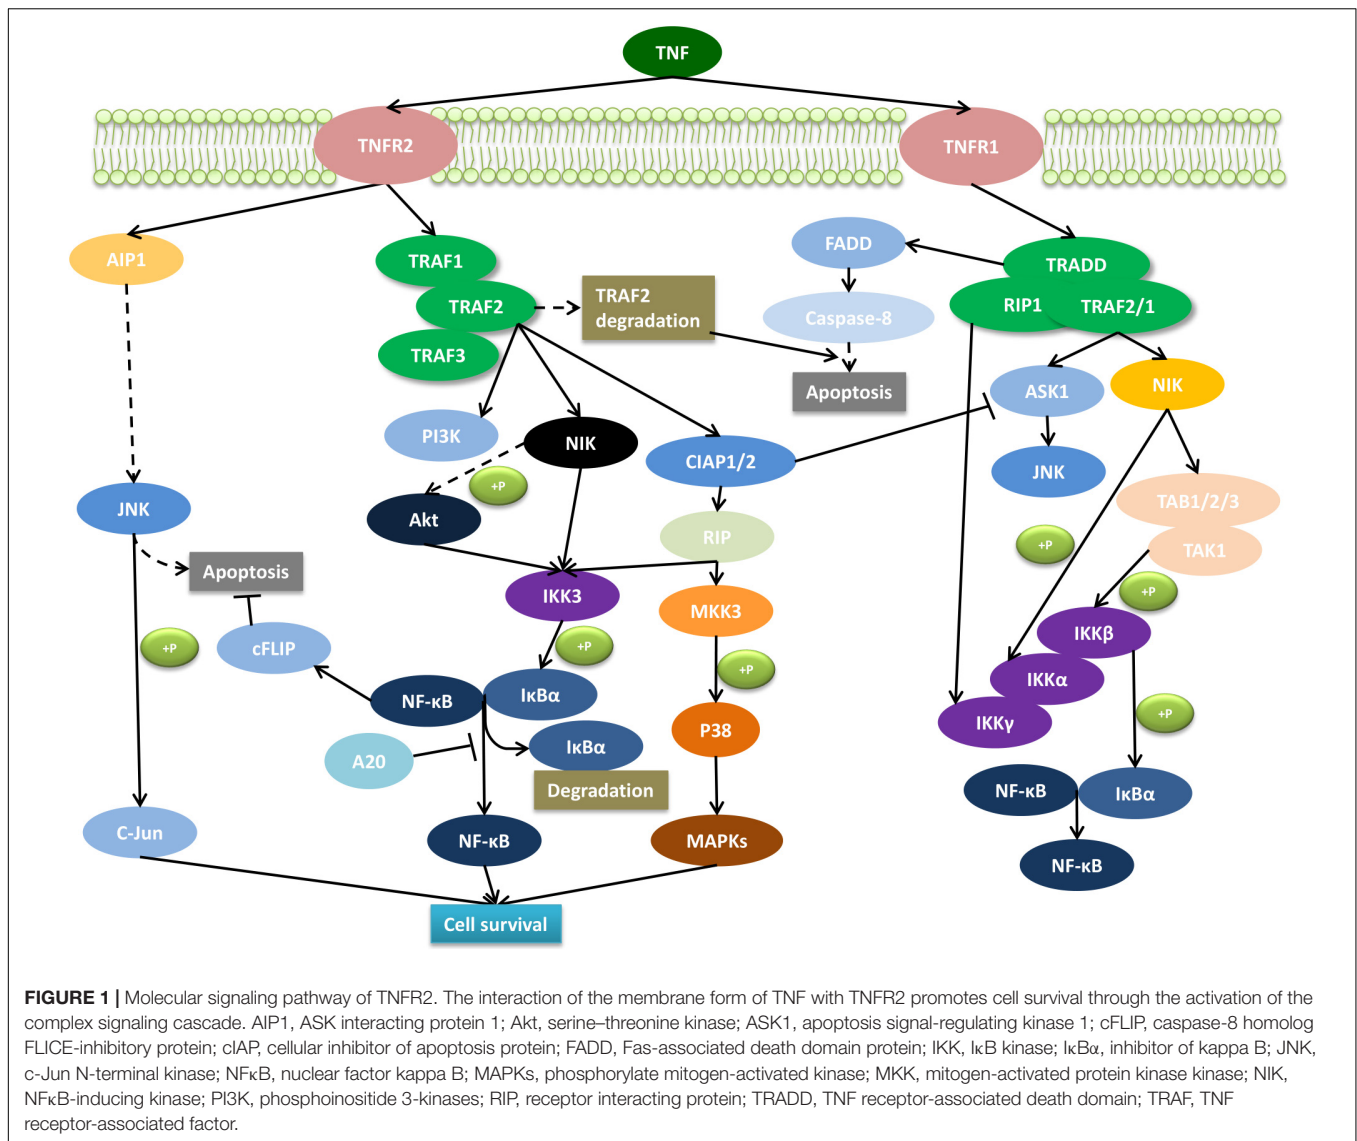 TNF
TNFR2
TNFR1
AIP1
TRAF1
FADD
TRADD
TRAF2
TRAF2
degradation
Caspase-8
RIP1
TRAF2/1
TRAF3
Apoptosis
ASK1
NIK
PI3K
NIK
CIAP1/2
JNK
+P
TAB1/2/3
JNK
Akt
RIP
+P
TAK1
Apoptosis
IKK3
MKK3
+P
IKKβ
cFLIP
+P
+P
+P
IKKα
NF-κB
IκBα
IKKγ
+P
P38
A20
IκBα
Degradation
NF-κB
IκBα
C-Jun
NF-κB
MAPKs
NF-κB
Cell survival
FIGURE 1 | Molecular signaling pathway of TNFR2. The interaction of the membrane form of TNF with TNFR2 promotes cell survival through the activation of the
complex signaling cascade. AIP1, ASK interacting protein 1; Akt, serine–threonine kinase; ASK1, apoptosis signal-regulating kinase 1; cFLIP, caspase-8 homolog
FLICE-inhibitory protein; cIAP, cellular inhibitor of apoptosis protein; FADD, Fas-associated death domain protein; IKK, IκB kinase; IκBα, inhibitor of kappa B; JNK,
c-Jun N-terminal kinase; NFκB, nuclear factor kappa B; MAPKs, phosphorylate mitogen-activated kinase; MKK, mitogen-activated protein kinase kinase; NIK,
NFκB-inducing kinase; PI3K, phosphoinositide 3-kinases; RIP, receptor interacting protein; TRADD, TNF receptor-associated death domain; TRAF, TNF
receptor-associated factor.